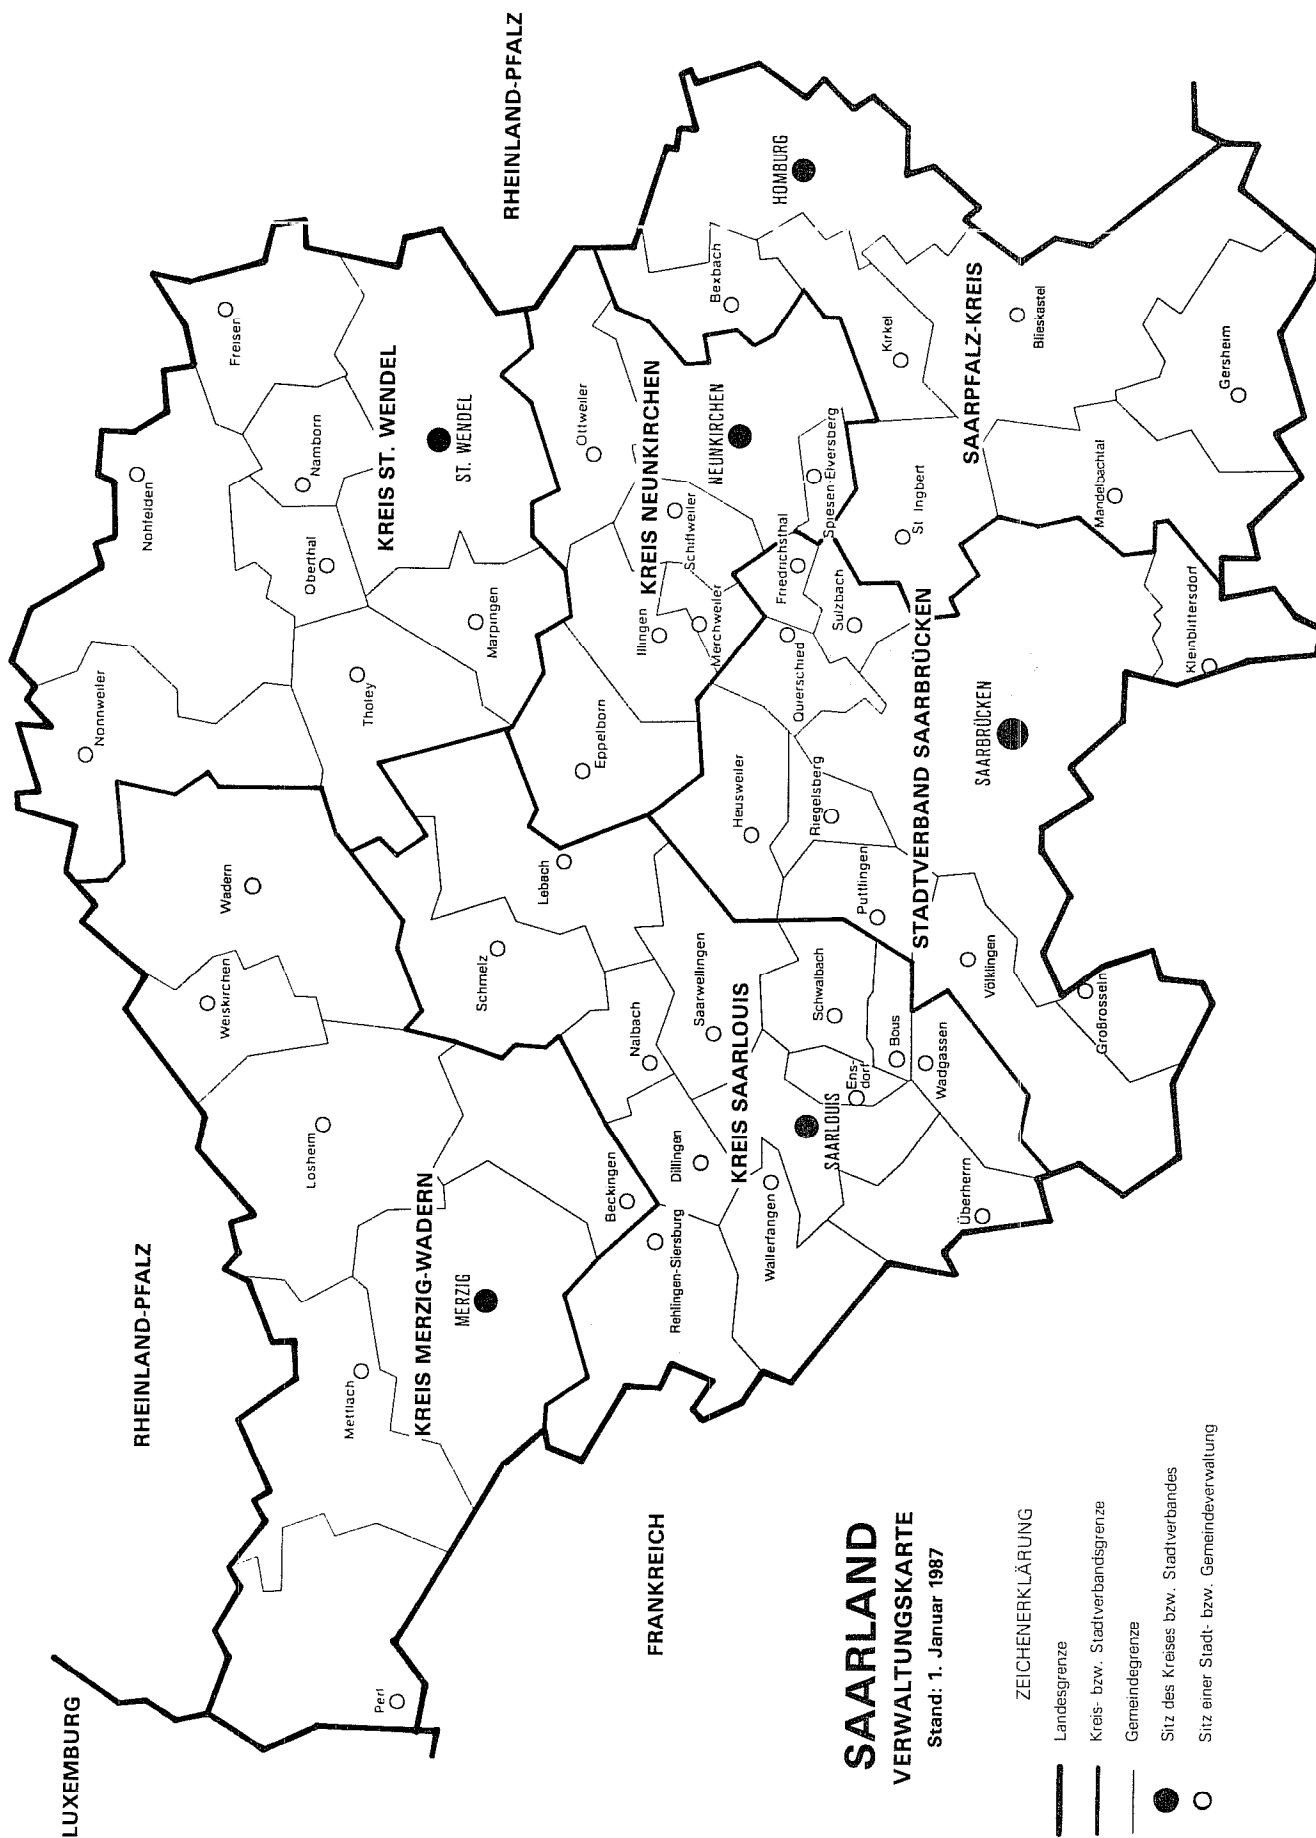 LUXEMBURG
RHEINLAND-PFALZ
RHEINLAND-PFALZ
FRANKREICH
KREIS MERZIG-WADERN
Perl
Mettlach
MERZIG
Losheim
Weiskirchen
Wadern
Beckingen
KREIS ST. WENDEL
Nonnweiler
Nohfelden
Freisen
Namborn
Oberthal
Tholey
Marpingen
ST. WENDEL
KREIS NEUNKIRCHEN
Ottweiler
Eppelborn
Illingen
Merchweiler
Schiffweiler
NEUNKIRCHEN
Spiesen-Elversberg
KREIS SAARLOUIS
Schmelz
Lebach
Nalbach
Saarwellingen
Dillingen
Rehlingen-Siersburg
Wallerfangen
SAARLOUIS
Schwalbach
Ens-
dorf
Bous
Wadgassen
Überherrn
STADTVERBAND SAARBRÜCKEN
Heusweiler
Riegelsberg
Püttlingen
Völklingen
Großrosseln
Quierschied
Friedrichsthal
Sulzbach
SAARBRÜCKEN
Kleinblittersdorf
SAARPFALZ-KREIS
Bexbach
HOMBURG
Kirkel
St Ingbert
Blieskastel
Mandelbachtal
Gersheim
SAARLAND
VERWALTUNGSKARTE
Stand: 1. Januar 1987
ZEICHENERKLÄRUNG
Landesgrenze
Kreis- bzw. Stadtverbandsgrenze
Gemeindegrenze
Sitz des Kreises bzw. Stadtverbandes
Sitz einer Stadt- bzw. Gemeindeverwaltung